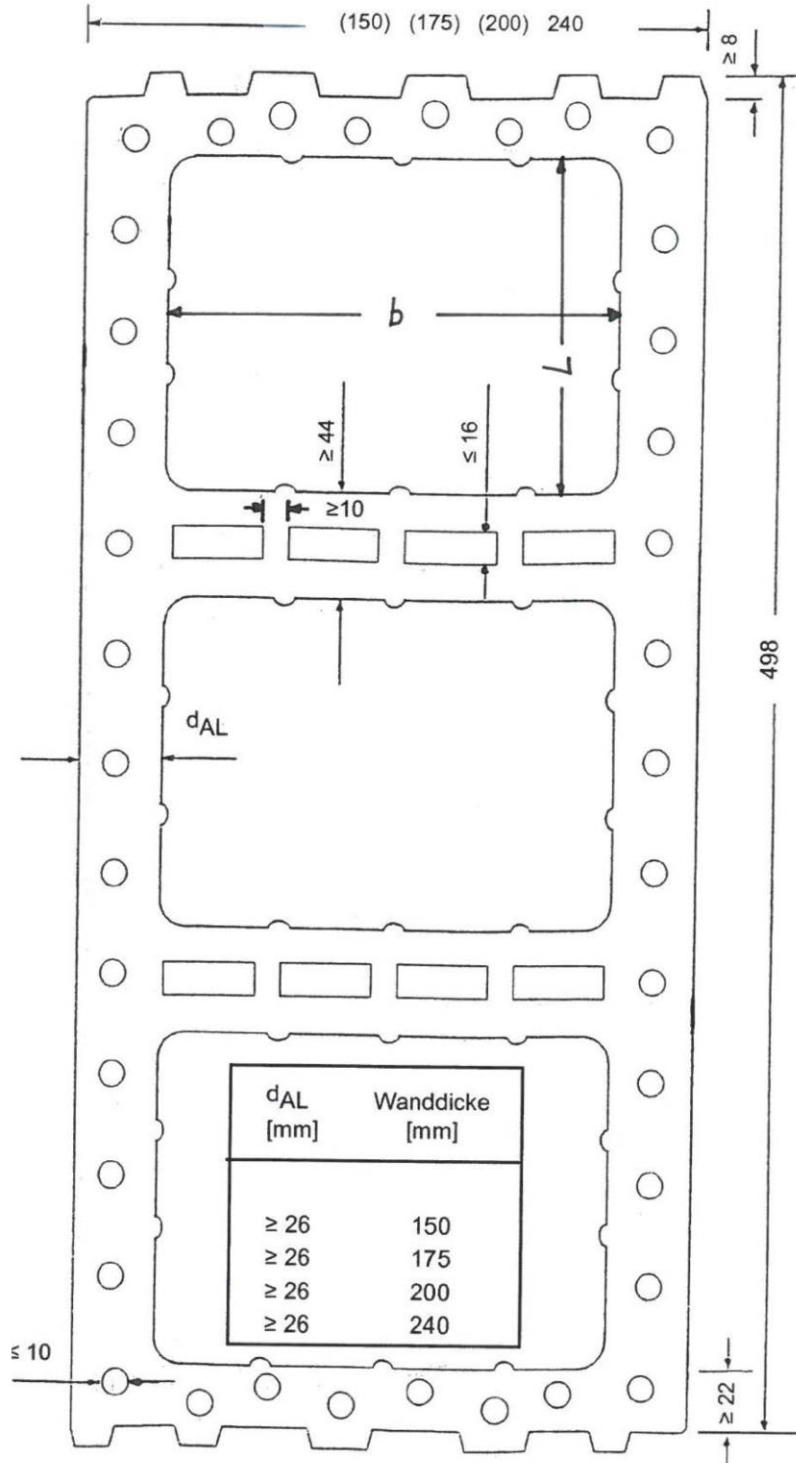 (150) (175) (200) 240
≥ 8
b
L
≥ 44
≤ 16
≥10
498
dAL
dAL Wanddicke
[mm] [mm]
≥ 26 150
≥ 26 175
≥ 26 200
≥ 26 240
≤ 10
≥ 22